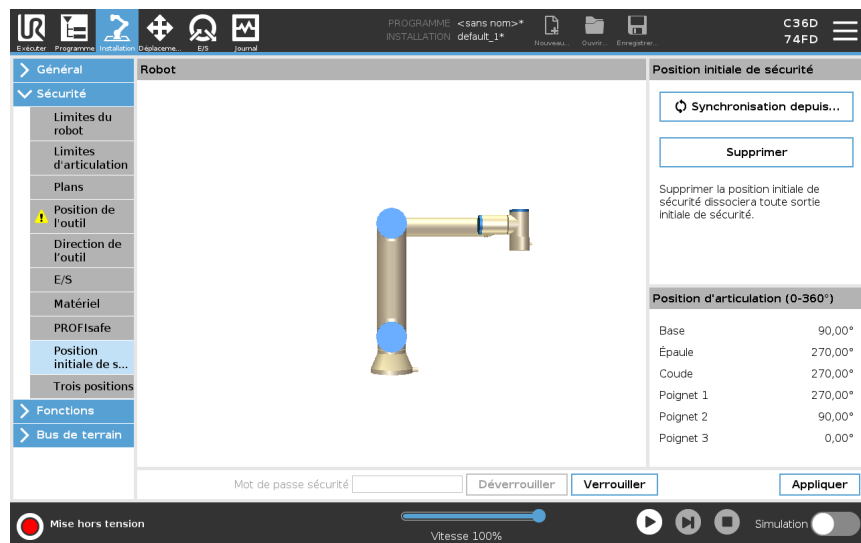 PROGRAMME <sans nom>*
INSTALLATION default_1*
C36D
74FD
Exécuter
Programme
Installation
Déplaceme...
E/S
Journal
Nouveau...
Ouvrir...
Enregistrer...
Général
Sécurité
Limites du
robot
Limites
d'articulation
Plans
Position de
l'outil
Direction de
l'outil
E/S
Matériel
PROFIsafe
Position
initiale de s...
Trois positions
Fonctions
Bus de terrain
Robot
Position initiale de sécurité
Synchronisation depuis...
Supprimer
Supprimer la position initiale de
sécurité dissociera toute sortie
initiale de sécurité.
Position d'articulation (0-360°)
Base 90,00°
Épaule 270,00°
Coude 270,00°
Poignet 1 270,00°
Poignet 2 90,00°
Poignet 3 0,00°
Mot de passe sécurité
Déverrouiller
Verrouiller
Appliquer
Mise hors tension
Vitesse 100%
Simulation